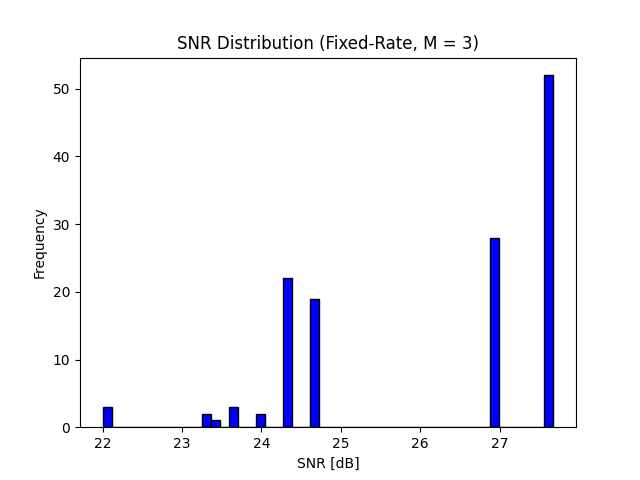 SNR Distribution (Fixed-Rate, M = 3)
Frequency
50
40
30
20
10
0
22 23 24 25 26 27
SNR [dB]